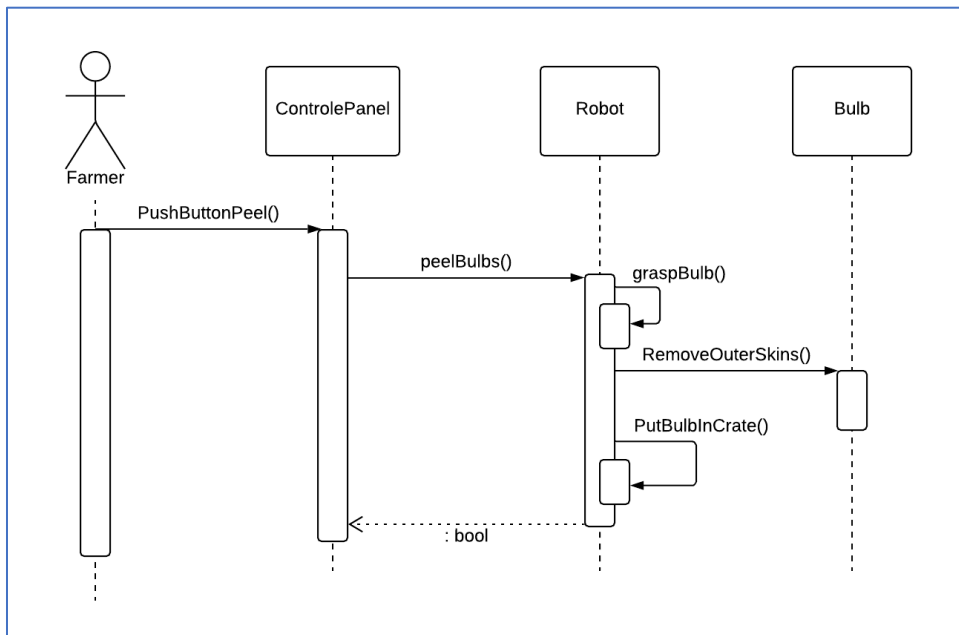 ControlePanel
Robot
Bulb
Farmer
PushButtonPeel()
peelBulbs()
graspBulb()
RemoveOuterSkins()
PutBulbInCrate()
: bool